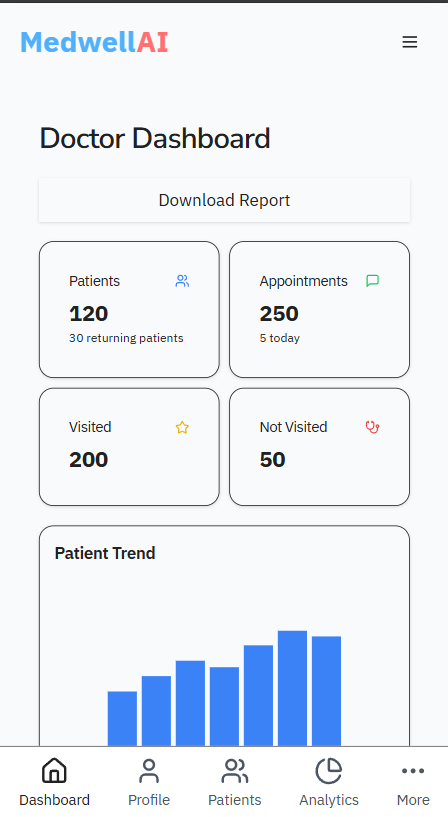 MedwellAI
Doctor Dashboard
Download Report
Patients
120
30 returning patients
Appointments
250
5 today
Visited
200
Not Visited
50
Patient Trend
Dashboard
Profile
Patients
Analytics
More